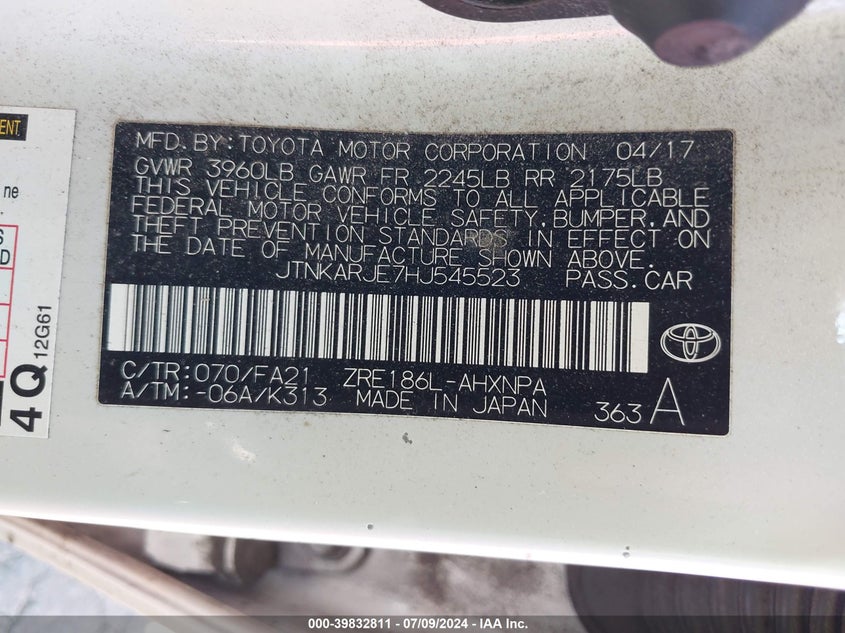 MFD.BY:TOYOTA MOTOR CORPORATION 04/17
GVWR 3960LB GAWR FR 2245LB RR 2175LB
THIS VEHICLE CONFORMS TO ALL APPLICABLE
FEDERAL MOTOR VEHICLE SAFETY, BUMPER, AND
THEFT PREVENTION STANDARDS IN EFFECT ON
THE DATE OF MANUFACTURE SHOWN ABOVE.
JTNKARJE7HJ545523 PASS.CAR
C/TR:070/FA21 ZRE186L-AHXNPA
A/TM:-06A/K313 MADE IN JAPAN 363 A
4Q 12G61
ne
000-39832811 / 07/09/2024 / IAAI Inc.